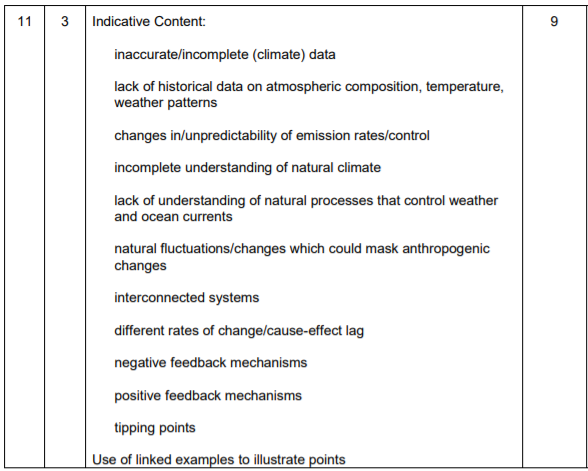 11 3 Indicative Content: 9
inaccurate/incomplete (climate) data
lack of historical data on atmospheric composition, temperature,
weather patterns
changes in/unpredictability of emission rates/control
incomplete understanding of natural climate
lack of understanding of natural processes that control weather
and ocean currents
natural fluctuations/changes which could mask anthropogenic
changes
interconnected systems
different rates of change/cause-effect lag
negative feedback mechanisms
positive feedback mechanisms
tipping points
Use of linked examples to illustrate points